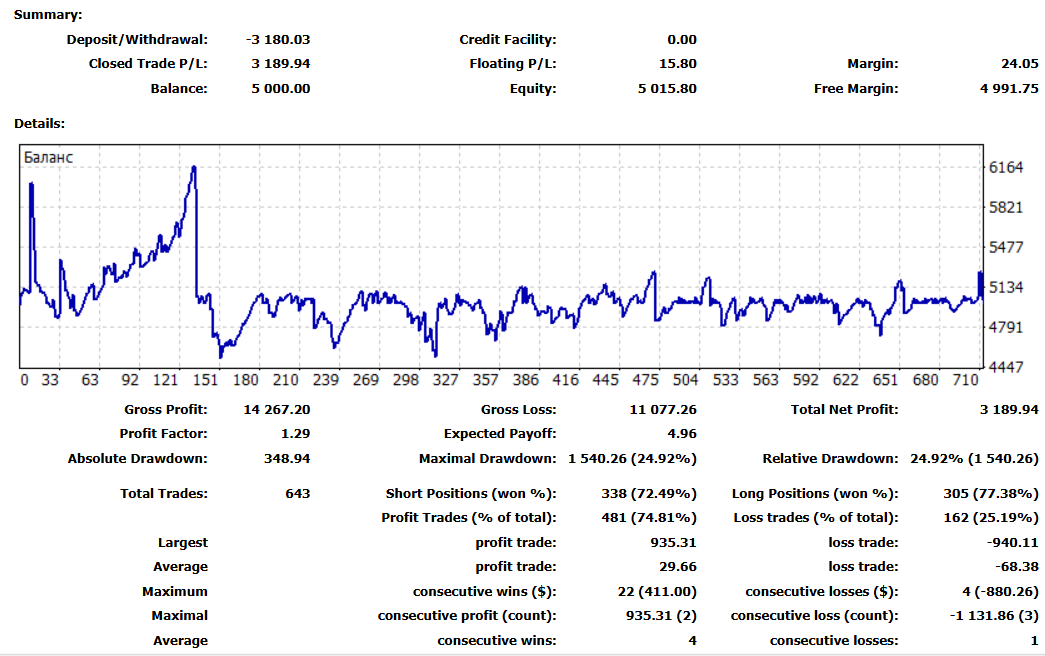 Summary:
Deposit/Withdrawal: -3 180.03 Credit Facility: 0.00
Closed Trade P/L: 3 189.94 Floating P/L: 15.80 Margin: 24.05
Balance: 5 000.00 Equity: 5 015.80 Free Margin: 4 991.75
Details:
Баланс
6164
5821
5477
5134
4791
4447
0 33 63 92 121 151 180 210 239 269 298 327 357 386 416 445 475 504 533 563 592 622 651 680 710
Gross Profit: 14 267.20 Gross Loss: 11 077.26 Total Net Profit: 3 189.94
Profit Factor: 1.29 Expected Payoff: 4.96
Absolute Drawdown: 348.94 Maximal Drawdown: 1 540.26 (24.92%) Relative Drawdown: 24.92% (1 540.26)
Total Trades: 643 Short Positions (won %): 338 (72.49%) Long Positions (won %): 305 (77.38%)
Profit Trades (% of total): 481 (74.81%) Loss trades (% of total): 162 (25.19%)
Largest profit trade: 935.31 loss trade: -940.11
Average profit trade: 29.66 loss trade: -68.38
Maximum consecutive wins ($): 22 (411.00) consecutive losses ($): 4 (-880.26)
Maximal consecutive profit (count): 935.31 (2) consecutive loss (count): -1 131.86 (3)
Average consecutive wins: 4 consecutive losses: 1